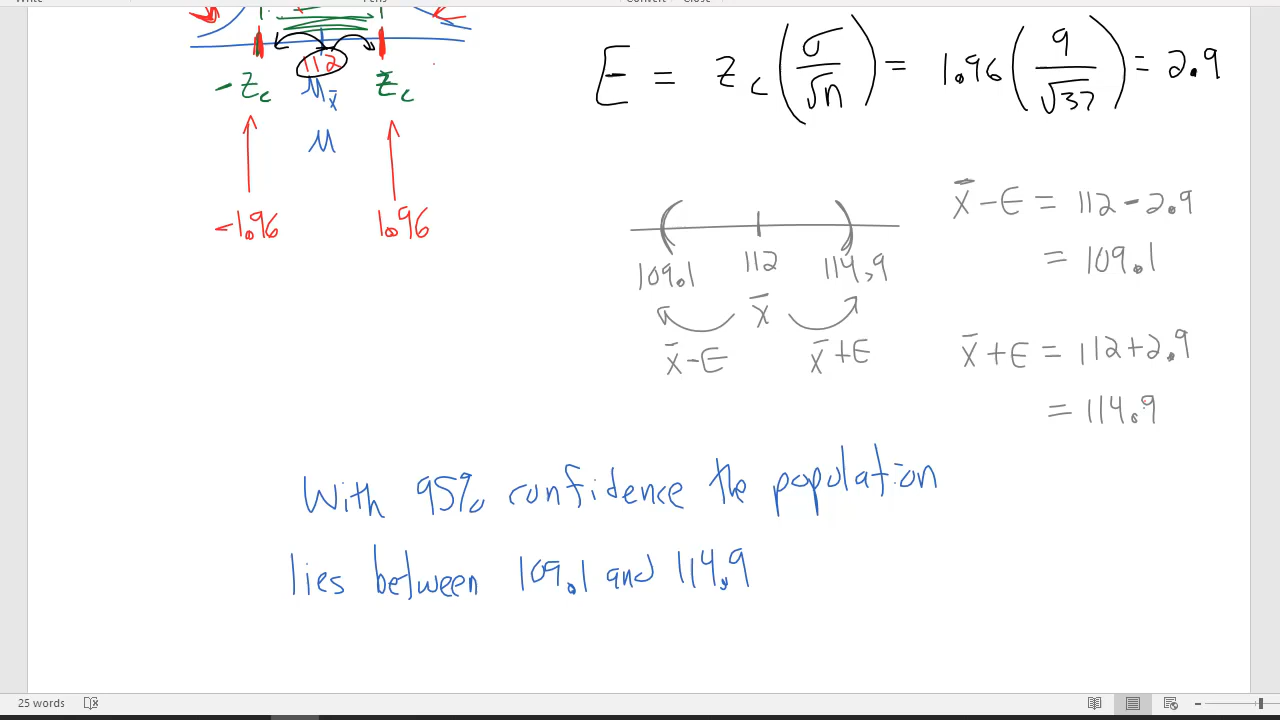 112
-Zc μx̄ Zc
μ
-1.96 1.96
E = Zc(σ/√n) = 1.96(9/√37) = 2.9
109.1 112 114.9
x̄
x̄-E x̄+E
x̄-E = 112-2.9
= 109.1
x̄+E = 112+2.9
= 114.9
With 95% confidence the population
lies between 109.1 and 114.9
25 words